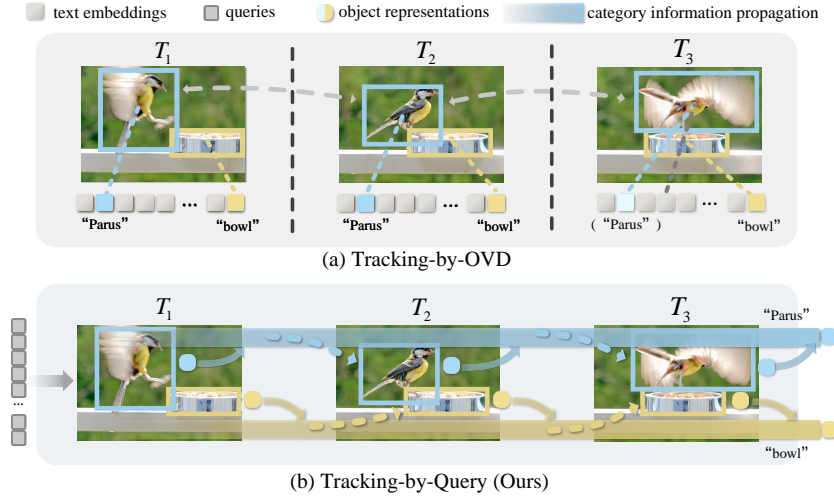 text embeddings queries object representations category information propagation
T1 T2 T3
“Parus” ... “bowl” “Parus” ... “bowl” ( “Parus” ) ... “bowl”
(a) Tracking-by-OVD
T1 T2 T3
“Parus”
...
“bowl”
(b) Tracking-by-Query (Ours)